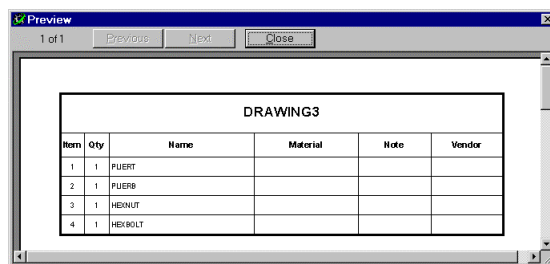 Preview
1 of 1 Previous Next Close
DRAWING3
Item Qty Name Material Note Vendor
1 1 PLIERT
2 1 PLIERB
3 1 HEXNUT
4 1 HEXBOLT